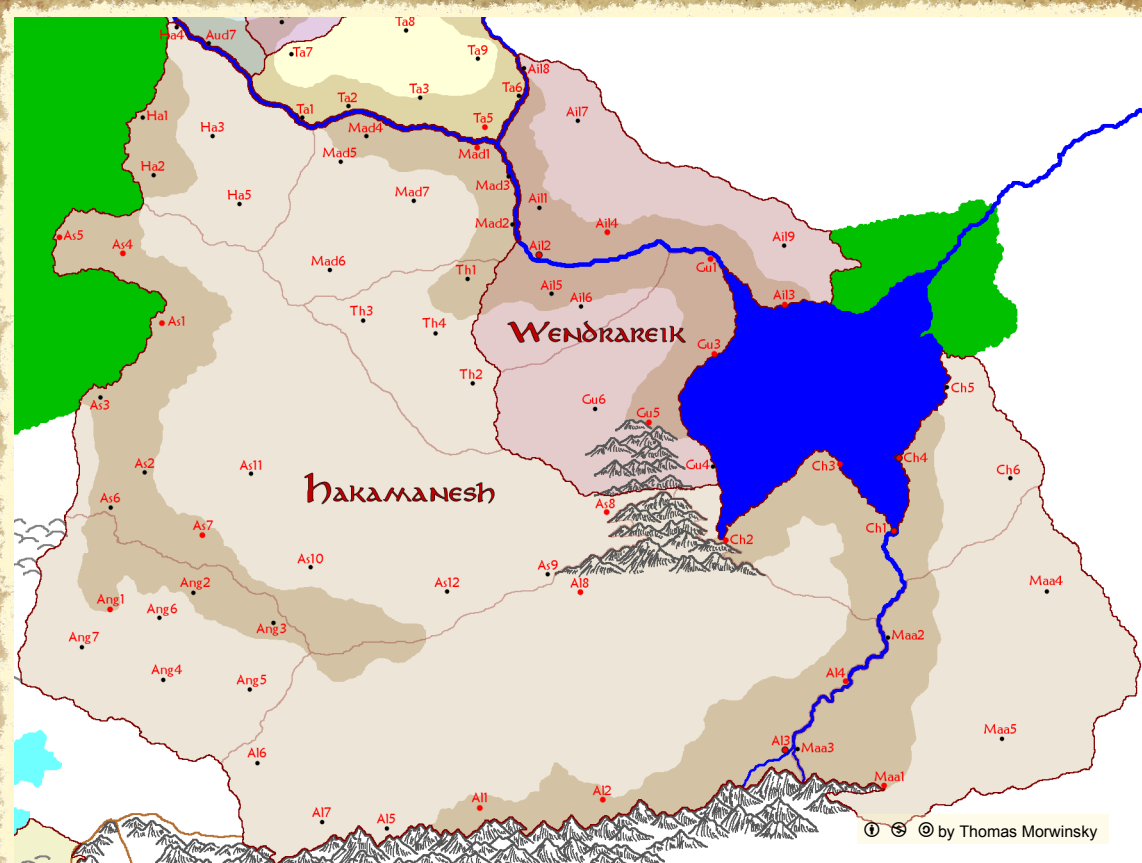 Ha4
Aud7
Ta7
Ta8
Ta9
Ail8
Ta6
Ta3
Ta2
Ta1
Ha1
Ha3
Mad4
Ta5
Ail7
Mad5
Mad1
Ha2
Mad3
Ha5
Mad7
Ail1
Mad2
Ail4
As5
As4
Ail2
Ail9
Gu1
Mad6
Th1
Ail5
Ail6
Ail3
Th3
Th4
As1
Wendrareik
Gu3
Th2
Ch5
As3
Gu6
Gu5
As2
As11
Gu4
Ch3
Ch4
Ch6
Hakamanesh
As6
As8
As7
Ch1
Ch2
As10
As9
Ang2
As12
Al8
Maa4
Ang1
Ang6
Ang3
Ang7
Maa2
Ang4
Ang5
Al4
Maa5
Al6
Al3
Maa3
Maa1
Al1
Al2
Al7
Al5
by Thomas Morwinsky